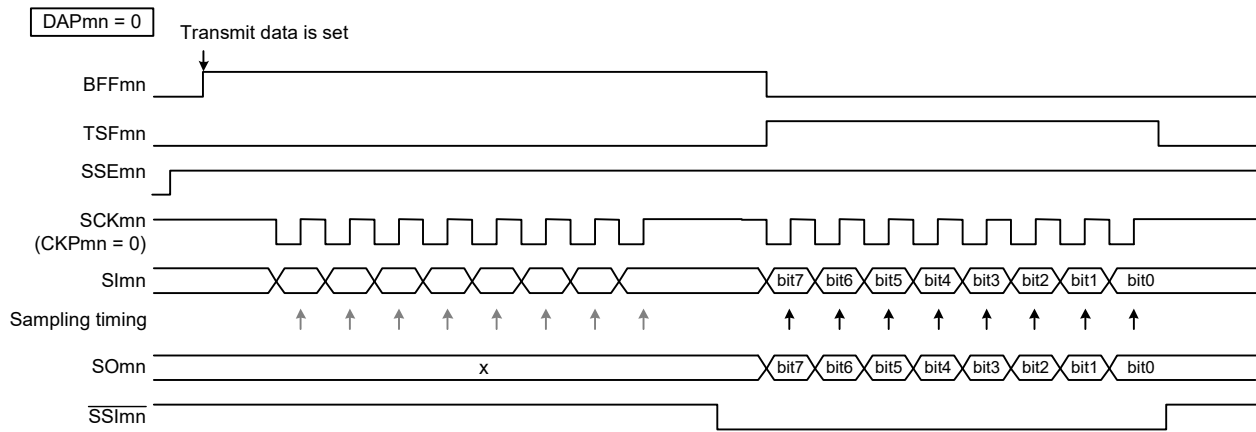 DAPmn = 0
Transmit data is set
BFFmn
TSFmn
SSEmn
SCKmn
(CKPmn = 0)
SImn
bit7 bit6 bit5 bit4 bit3 bit2 bit1 bit0
Sampling timing
SOmn
x
bit7 bit6 bit5 bit4 bit3 bit2 bit1 bit0
SSImn